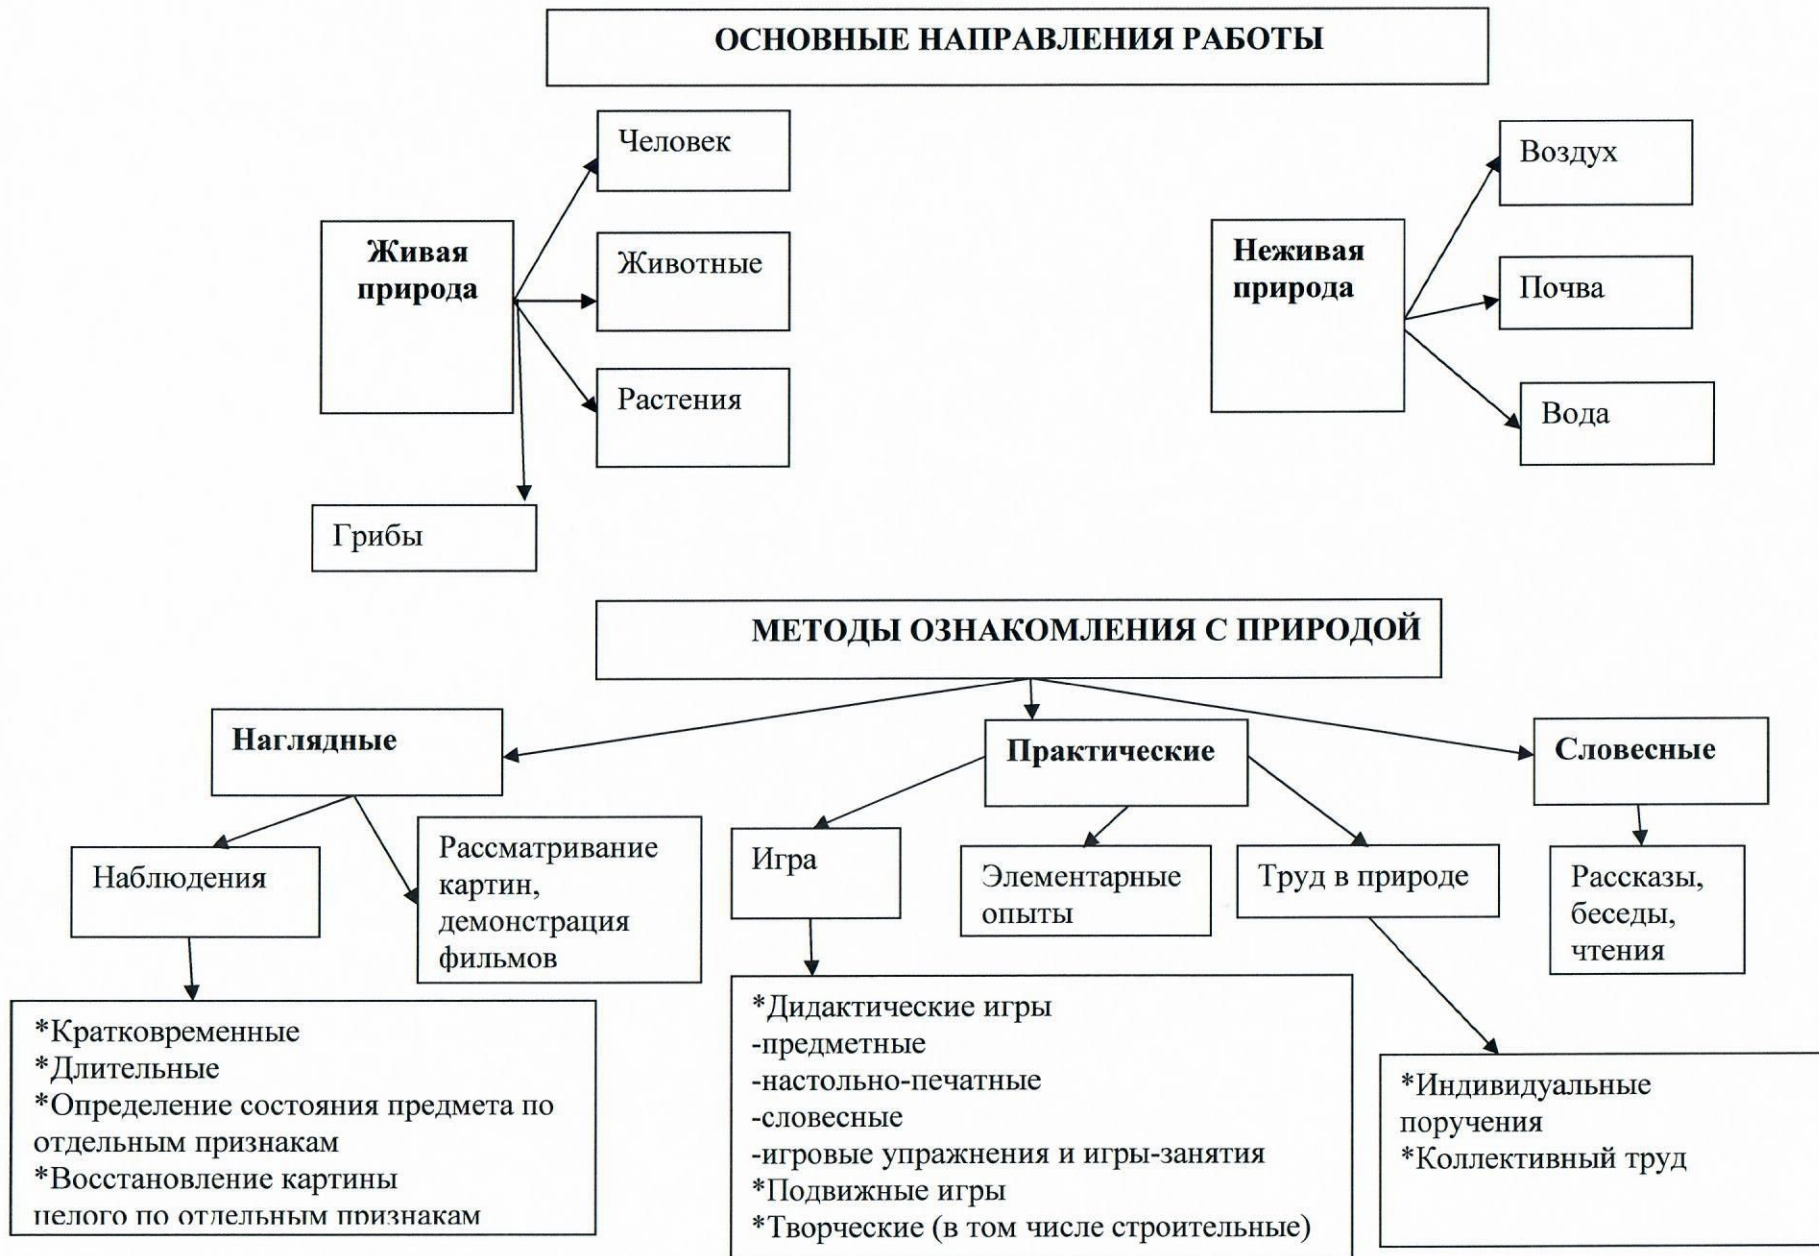 ОСНОВНЫЕ НАПРАВЛЕНИЯ РАБОТЫ
Человек
Воздух
Живая
природа
Животные
Неживая
природа
Почва
Растения
Вода
Грибы
МЕТОДЫ ОЗНАКОМЛЕНИЯ С ПРИРОДОЙ
Наглядные
Практические
Словесные
Наблюдения
Рассматривание
картин,
демонстрация
фильмов
Игра
Элементарные
опыты
Труд в природе
Рассказы,
беседы,
чтения
*Кратковременные
*Длительные
*Определение состояния предмета по
отдельным признакам
*Восстановление картины
целого по отдельным признакам
*Дидактические игры
-предметные
-настольно-печатные
-словесные
-игровые упражнения и игры-занятия
*Подвижные игры
*Творческие (в том числе строительные)
*Индивидуальные
поручения
*Коллективный труд